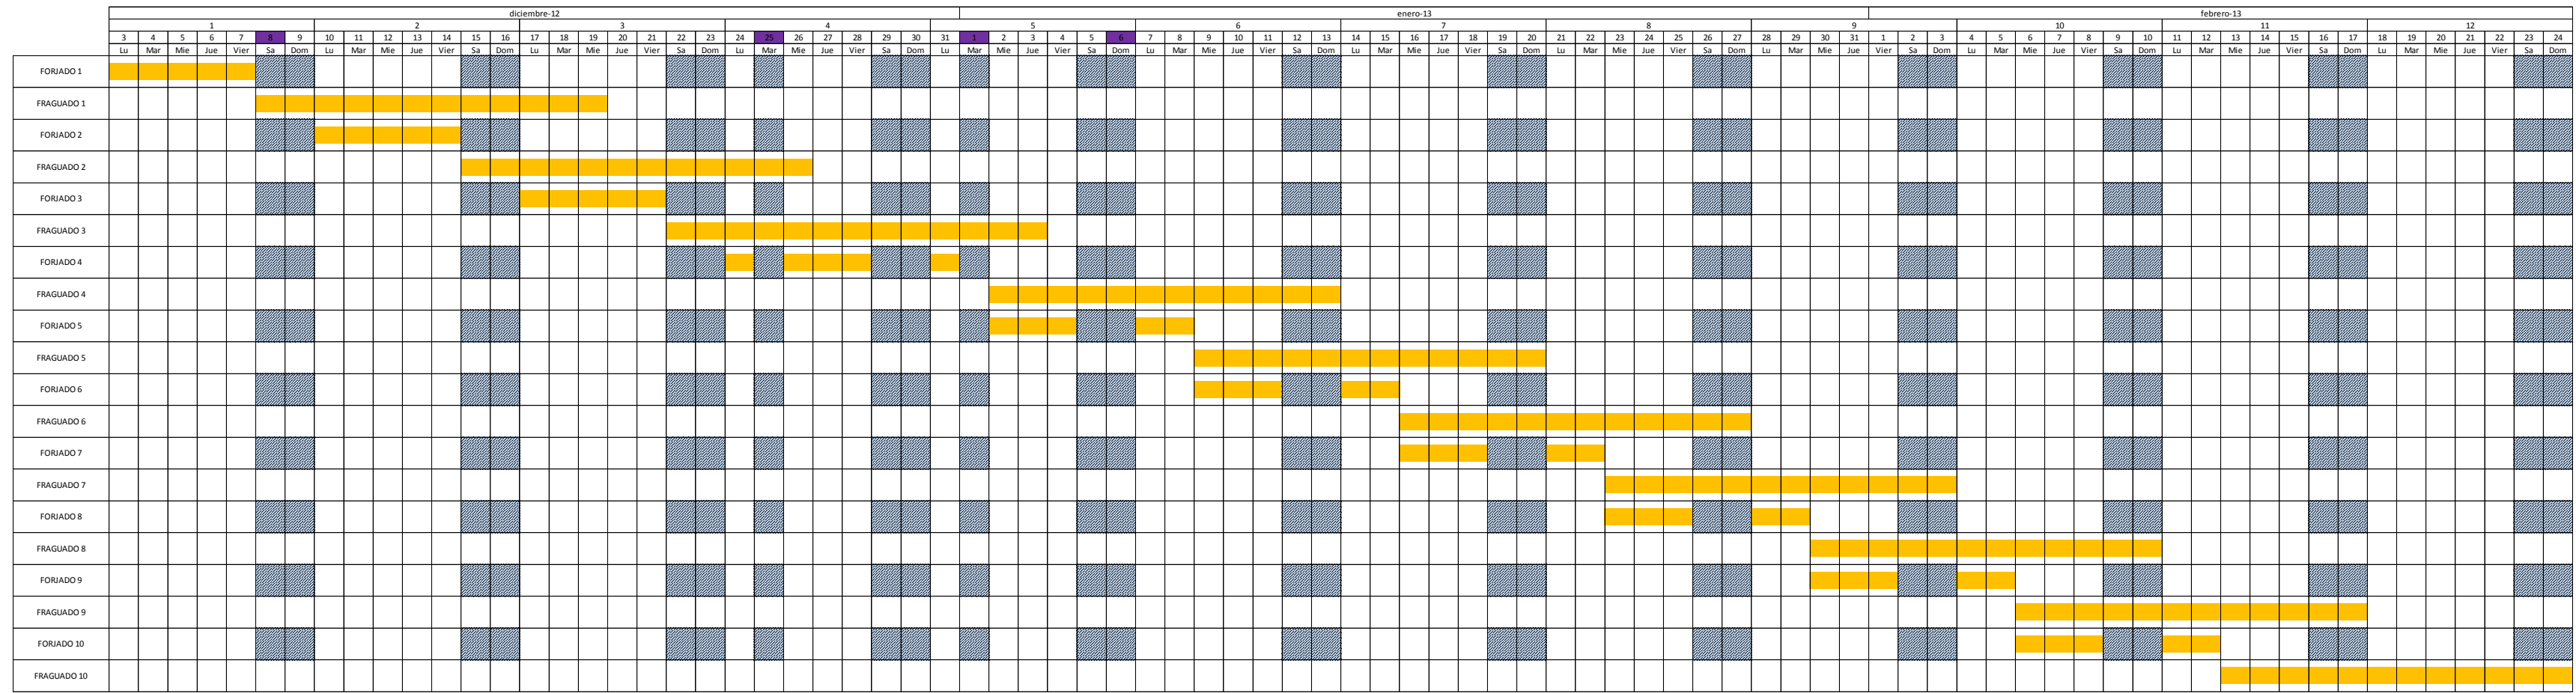 diciembre-12 enero-13 febrero-13
1 2 3 4 5 6 7 8 9 10 11 12
3 4 5 6 7 8 9 10 11 12 13 14 15 16 17 18 19 20 21 22 23 24 25 26 27 28 29 30 31 1 2 3 4 5 6 7 8 9 10 11 12 13 14 15 16 17 18 19 20 21 22 23 24 25 26 27 28 29 30 31 1 2 3 4 5 6 7 8 9 10 11 12 13 14 15 16 17 18 19 20 21 22 23 24
Lu Mar Mie Jue Vier Sa Dom Lu Mar Mie Jue Vier Sa Dom Lu Mar Mie Jue Vier Sa Dom Lu Mar Mie Jue Vier Sa Dom Lu Mar Mie Jue Vier Sa Dom Lu Mar Mie Jue Vier Sa Dom Lu Mar Mie Jue Vier Sa Dom Lu Mar Mie Jue Vier Sa Dom Lu Mar Mie Jue Vier Sa Dom Lu Mar Mie Jue Vier Sa Dom Lu Mar Mie Jue Vier Sa Dom Lu Mar Mie Jue Vier Sa Dom
FORJADO 1
FRAGUADO 1
FORJADO 2
FRAGUADO 2
FORJADO 3
FRAGUADO 3
FORJADO 4
FRAGUADO 4
FORJADO 5
FRAGUADO 5
FORJADO 6
FRAGUADO 6
FORJADO 7
FRAGUADO 7
FORJADO 8
FRAGUADO 8
FORJADO 9
FRAGUADO 9
FORJADO 10
FRAGUADO 10